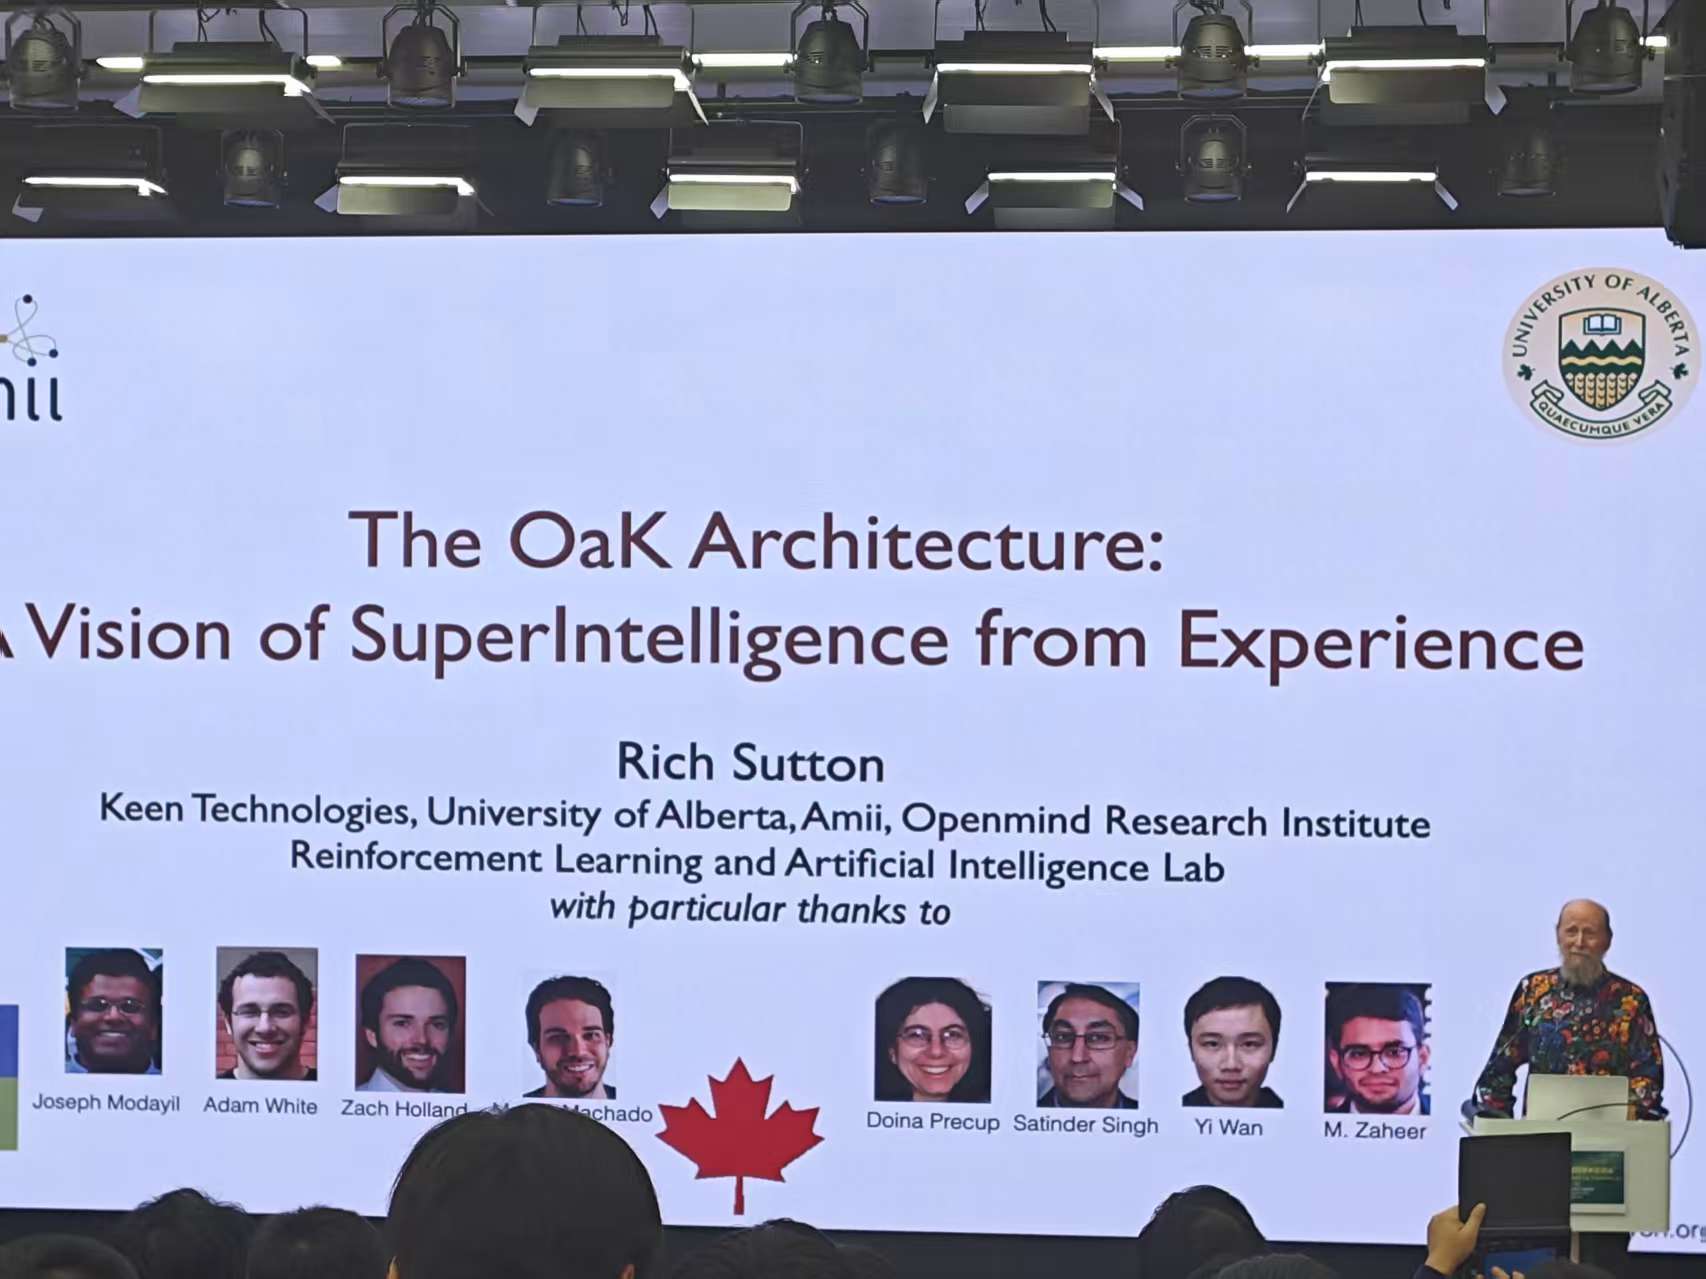 UNIVERSITY OF ALBERTA
QUAECUMQUE VERA
The OaK Architecture:
Vision of SuperIntelligence from Experience
Rich Sutton
Keen Technologies, University of Alberta, Amii, Openmind Research Institute
Reinforcement Learning and Artificial Intelligence Lab
with particular thanks to
Joseph Modayil Adam White Zach Holland Machado Doina Precup Satinder Singh Yi Wan M. Zaheer